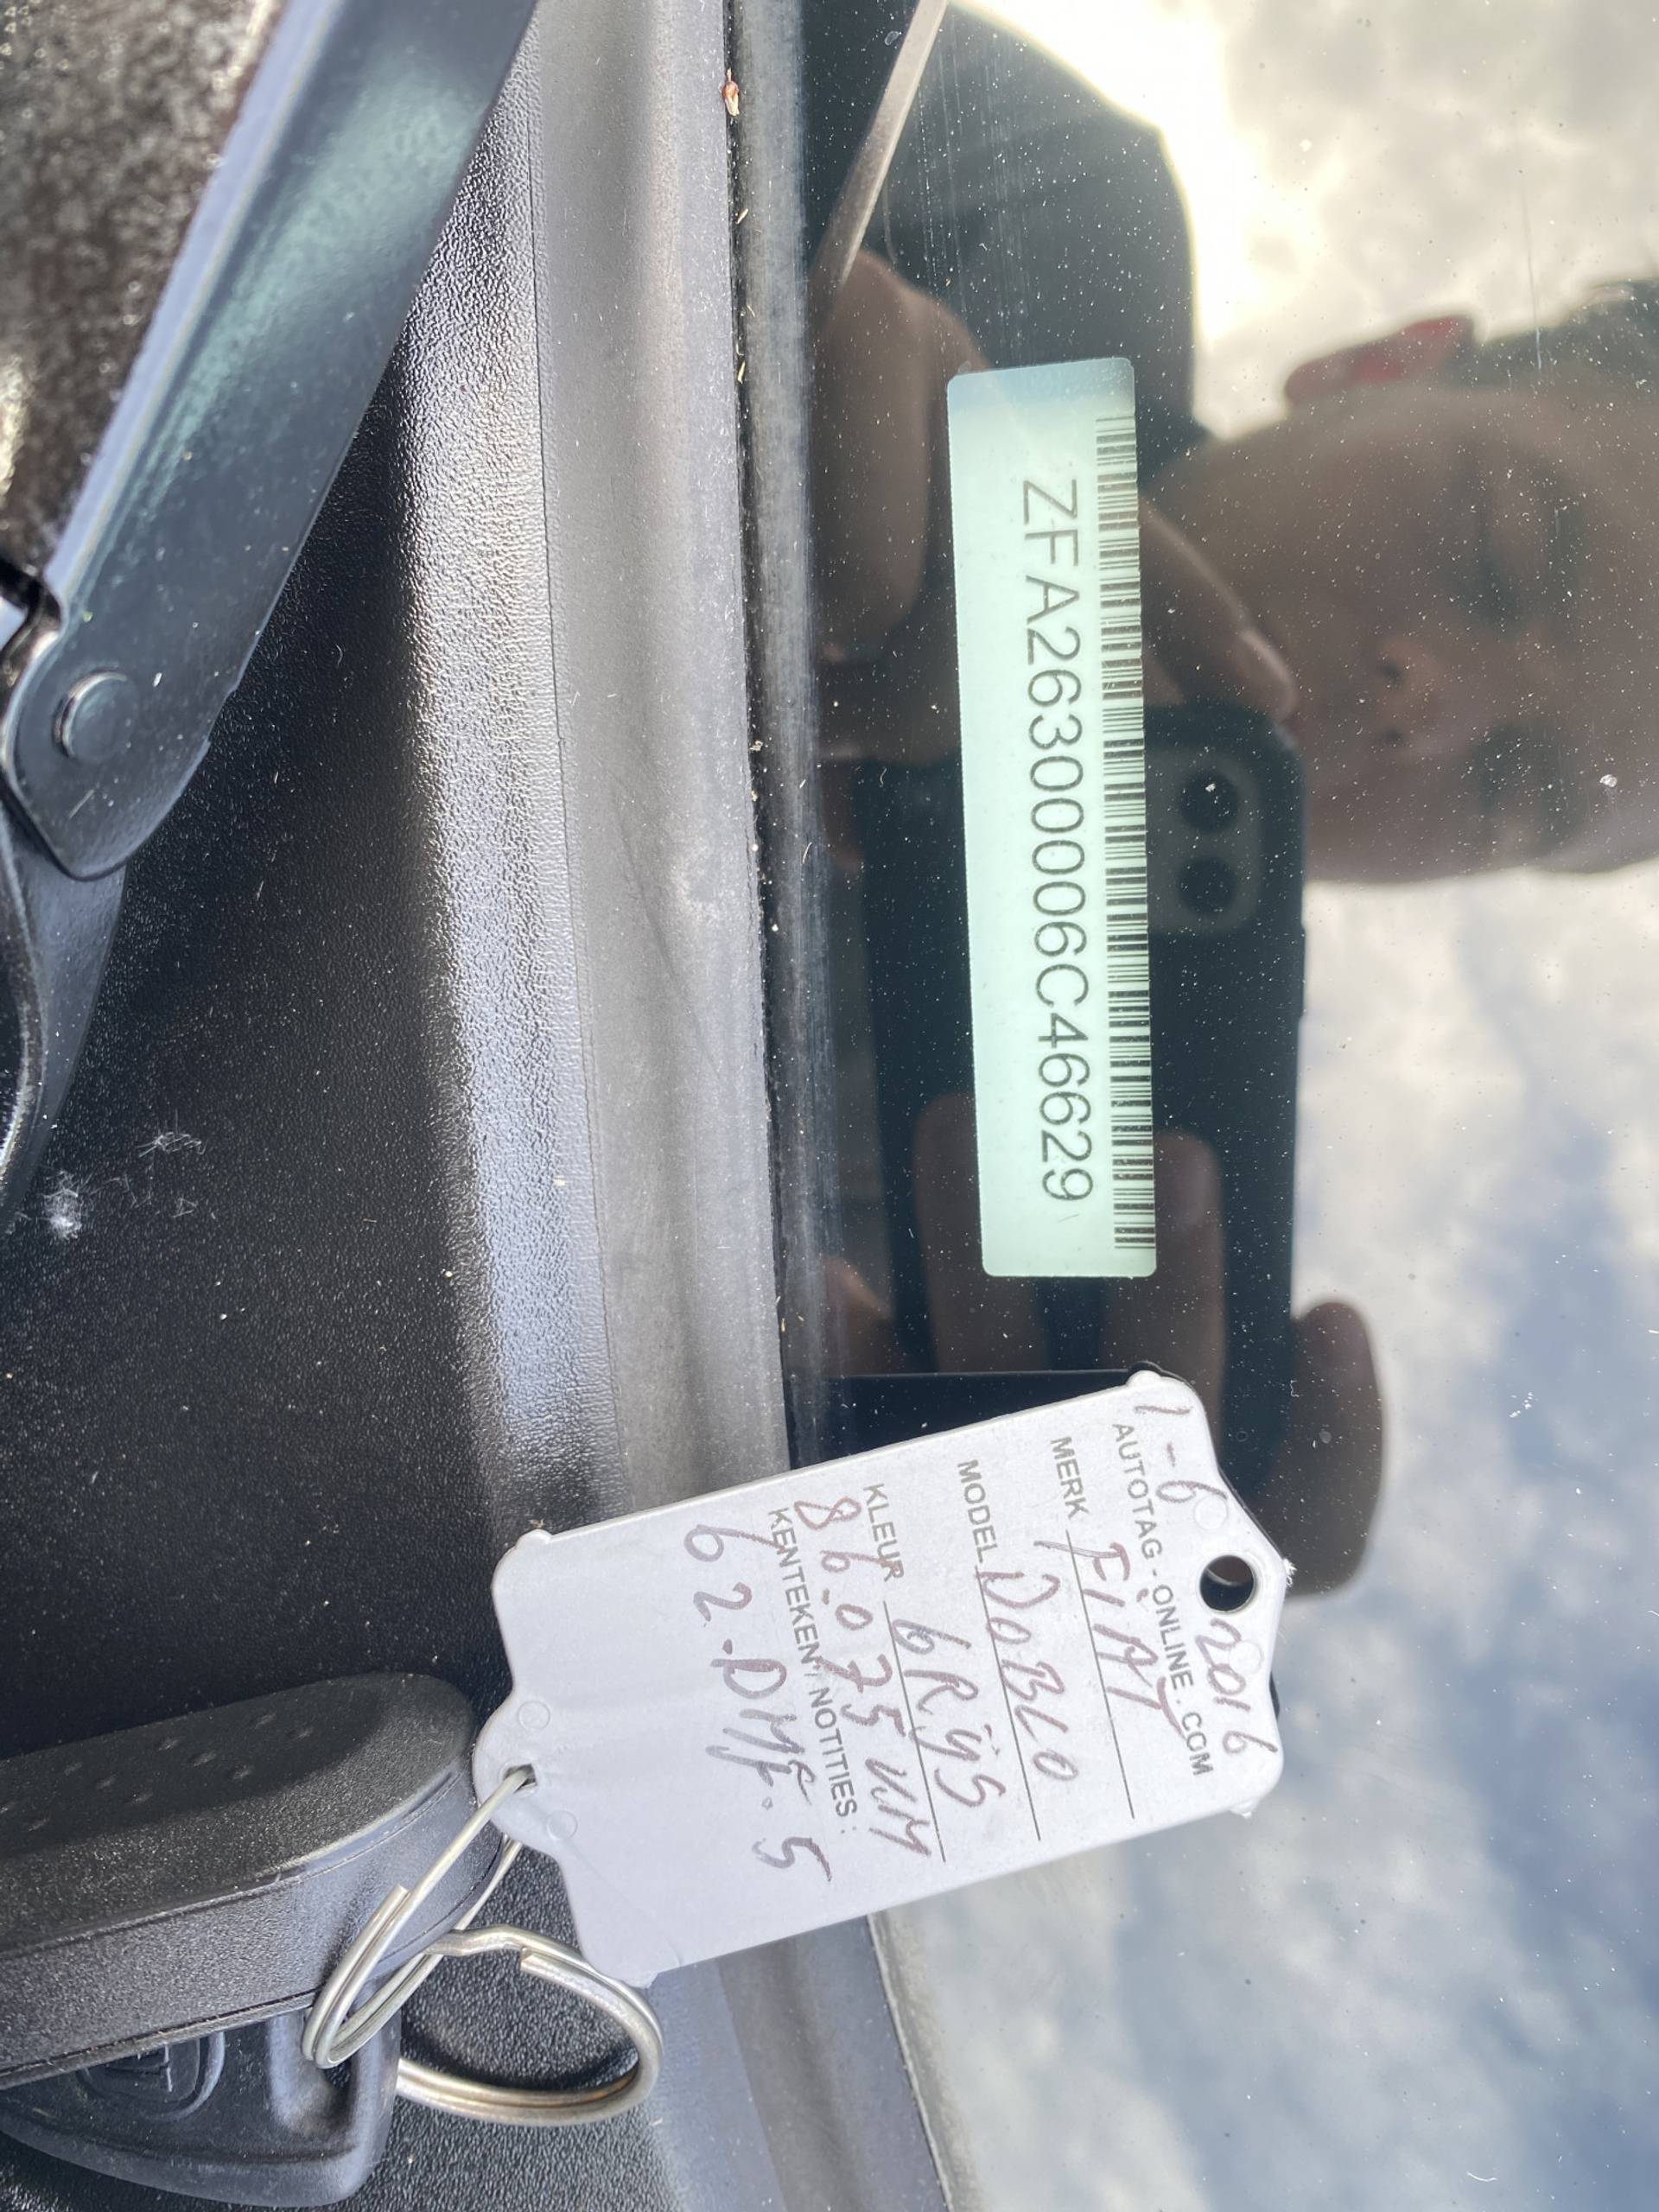 ZFA26300006C46629
1-6 2016
AUTOTAG-ONLINE.COM
MERK FIAT
MODEL DOBLO
KLEUR GRIJS
86.075 KM
KENTEKEN / NOTITIES:
62.DMF.5